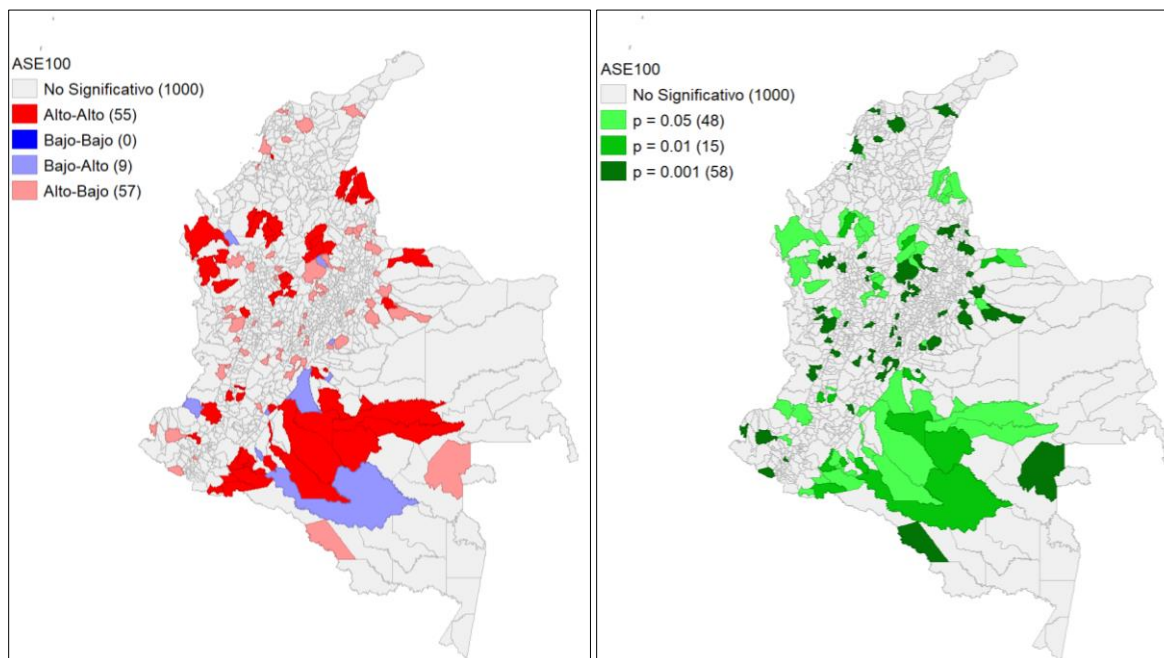 ASE100
No Significativo (1000)
Alto-Alto (55)
Bajo-Bajo (0)
Bajo-Alto (9)
Alto-Bajo (57)
ASE100
No Significativo (1000)
p = 0.05 (48)
p = 0.01 (15)
p = 0.001 (58)